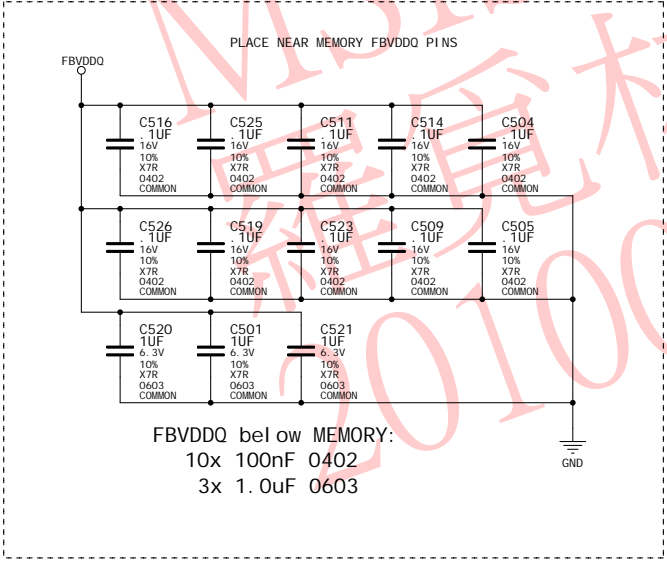 PLACE NEAR MEMORY FBVDDQ PINS
FBVDDQ
C516
.1UF
16V
10%
X7R
0402
COMMON
C525
.1UF
16V
10%
X7R
0402
COMMON
C511
.1UF
16V
10%
X7R
0402
COMMON
C514
.1UF
16V
10%
X7R
0402
COMMON
C504
.1UF
16V
10%
X7R
0402
COMMON
C526
.1UF
16V
10%
X7R
0402
COMMON
C519
.1UF
16V
10%
X7R
0402
COMMON
C523
.1UF
16V
10%
X7R
0402
COMMON
C509
.1UF
16V
10%
X7R
0402
COMMON
C505
.1UF
16V
10%
X7R
0402
COMMON
C520
1UF
6.3V
10%
X7R
0603
COMMON
C501
1UF
6.3V
10%
X7R
0603
COMMON
C521
1UF
6.3V
10%
X7R
0603
COMMON
FBVDDQ below MEMORY:
10x 100nF 0402
3x 1.0uF 0603
GND
羅覓
20100